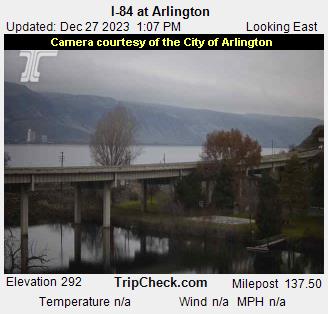 I-84 at Arlington
Updated: Dec 27 2023 1:07 PM Looking East
Camera courtesy of the City of Arlington
Elevation 292 TripCheck.com Milepost 137.50
Temperature n/a Wind n/a MPH n/a